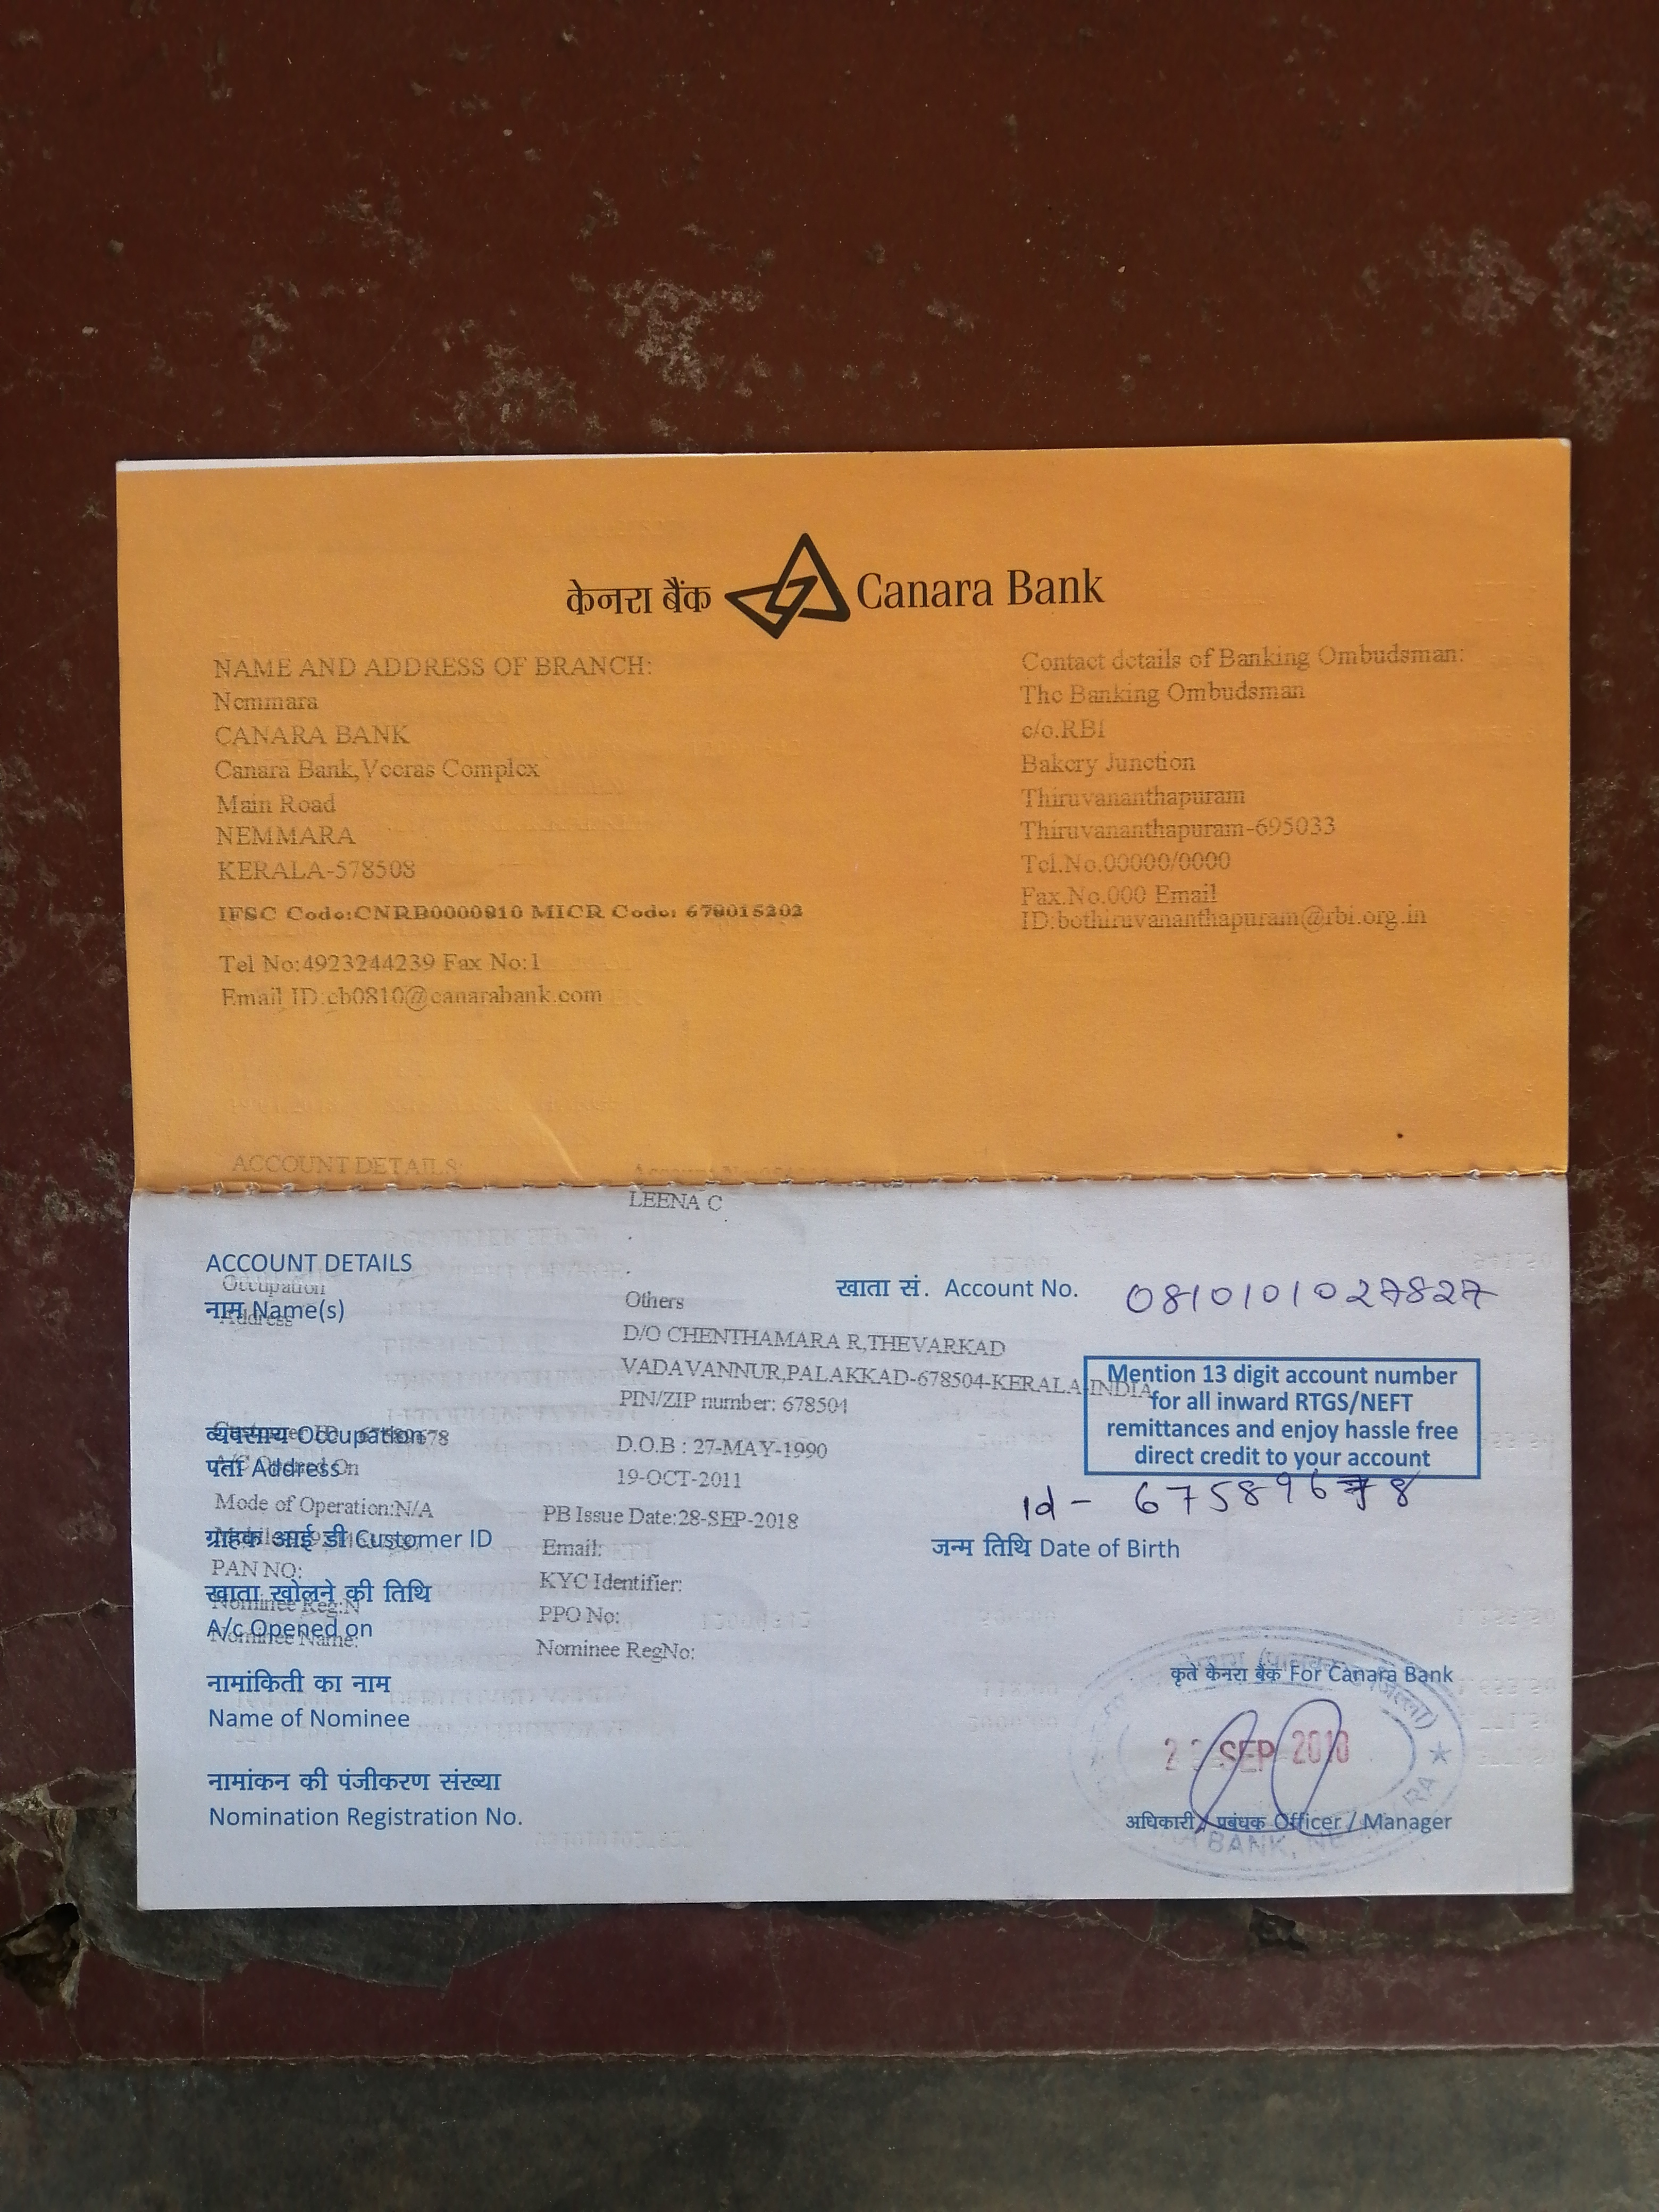 केनरा बैंक Canara Bank
NAME AND ADDRESS OF BRANCH:
Nemmara
CANARA BANK
Canara Bank,Veeras Complex
Main Road
NEMMARA
KERALA-578508
IFSC Code:CNRB0000810 MICR Code: 678015202
Tel No:4923244239 Fax No:1
Email ID:cb0810@canarabank.com
Contact details of Banking Ombudsman:
The Banking Ombudsman
c/o.RBI
Bakery Junction
Thiruvananthapuram
Thiruvananthapuram-695033
Tel.No.00000/0000
Fax.No.000 Email
ID:bothiruvananthapuram@rbi.org.in
ACCOUNT DETAILS:
LEENA C
ACCOUNT DETAILS
Occupation
Others
खाता सं. Account No. 0810101027827
नाम Name(s)
Address
D/O CHENTHAMARA R,THEVARKAD
VADAVANNUR,PALAKKAD-678504-KERALA-INDIA
PIN/ZIP number: 678504
Mention 13 digit account number
for all inward RTGS/NEFT
remittances and enjoy hassle free
direct credit to your account
व्यवसाय Occupation
D.O.B : 27-MAY-1990
पता Address
A/C Opened On
19-OCT-2011
Id - 67589678
Mode of Operation:N/A
PB Issue Date:28-SEP-2018
ग्राहक आई डी Customer ID
Email:
जन्म तिथि Date of Birth
PAN NO:
KYC Identifier:
खाता खोलने की तिथि
Nominee Reg:N
PPO No:
A/c Opened on
Nominee Name:
Nominee RegNo:
नामांकिती का नाम
Name of Nominee
कृते केनरा बैंक For Canara Bank
SEP 2018
नामांकन की पंजीकरण संख्या
Nomination Registration No.
अधिकारी / प्रबंधक Officer / Manager
BANK,